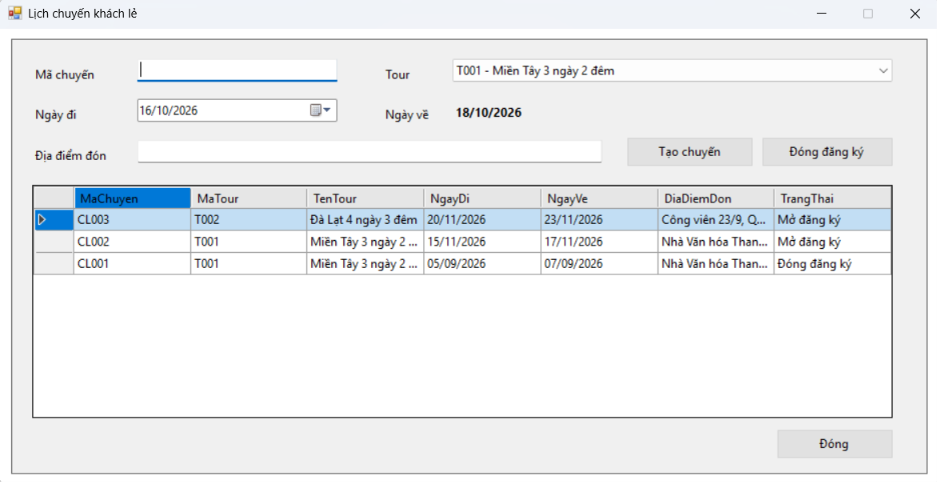 Lịch chuyến khách lẻ
Mã chuyến Tour T001 - Miền Tây 3 ngày 2 đêm
Ngày đi 16/10/2026 Ngày về 18/10/2026
Địa điểm đón Tạo chuyến Đóng đăng ký
MaChuyen MaTour TenTour NgayDi NgayVe DiaDiemDon TrangThai
CL003 T002 Đà Lạt 4 ngày 3 đêm 20/11/2026 23/11/2026 Công viên 23/9, Q... Mở đăng ký
CL002 T001 Miền Tây 3 ngày 2 ... 15/11/2026 17/11/2026 Nhà Văn hóa Than... Mở đăng ký
CL001 T001 Miền Tây 3 ngày 2 ... 05/09/2026 07/09/2026 Nhà Văn hóa Than... Đóng đăng ký
Đóng